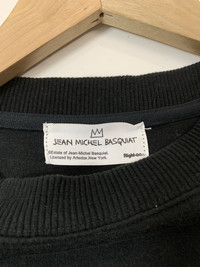 JEAN MICHEL BASQUIAT
©Estate of Jean-Michel Basquiat
Licensed by Artestar, New York.